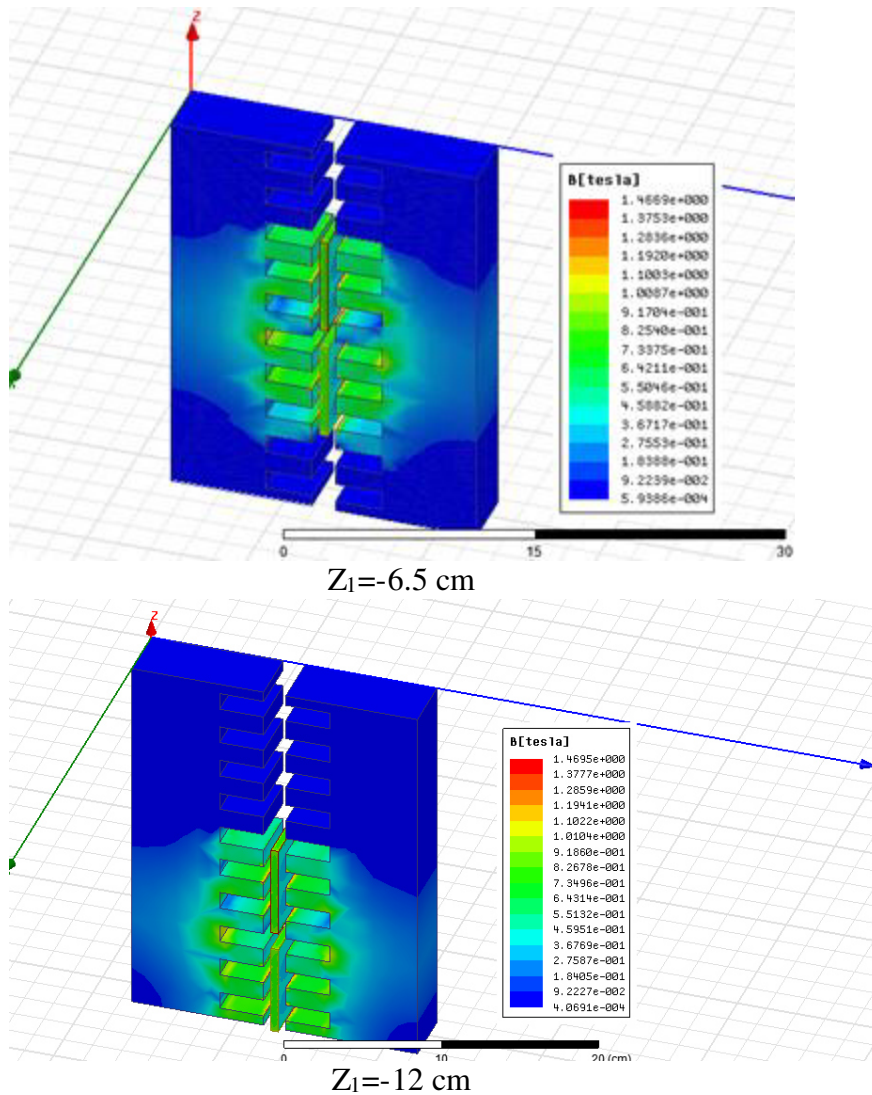 Z
B[tesla]
1.4669e+000
1.3753e+000
1.2836e+000
1.1920e+000
1.1003e+000
1.0087e+000
9.1704e-001
8.2540e-001
7.3375e-001
6.4211e-001
5.5046e-001
4.5882e-001
3.6717e-001
2.7553e-001
1.8388e-001
9.2239e-002
5.9386e-004
0 15 30
Z₁=-6.5 cm
Z
B[tesla]
1.4695e+000
1.3777e+000
1.2859e+000
1.1941e+000
1.1022e+000
1.0104e+000
9.1860e-001
8.2678e-001
7.3496e-001
6.4314e-001
5.5132e-001
4.5951e-001
3.6769e-001
2.7587e-001
1.8405e-001
9.2227e-002
4.0691e-004
0 10 20 (cm)
Z₁=-12 cm